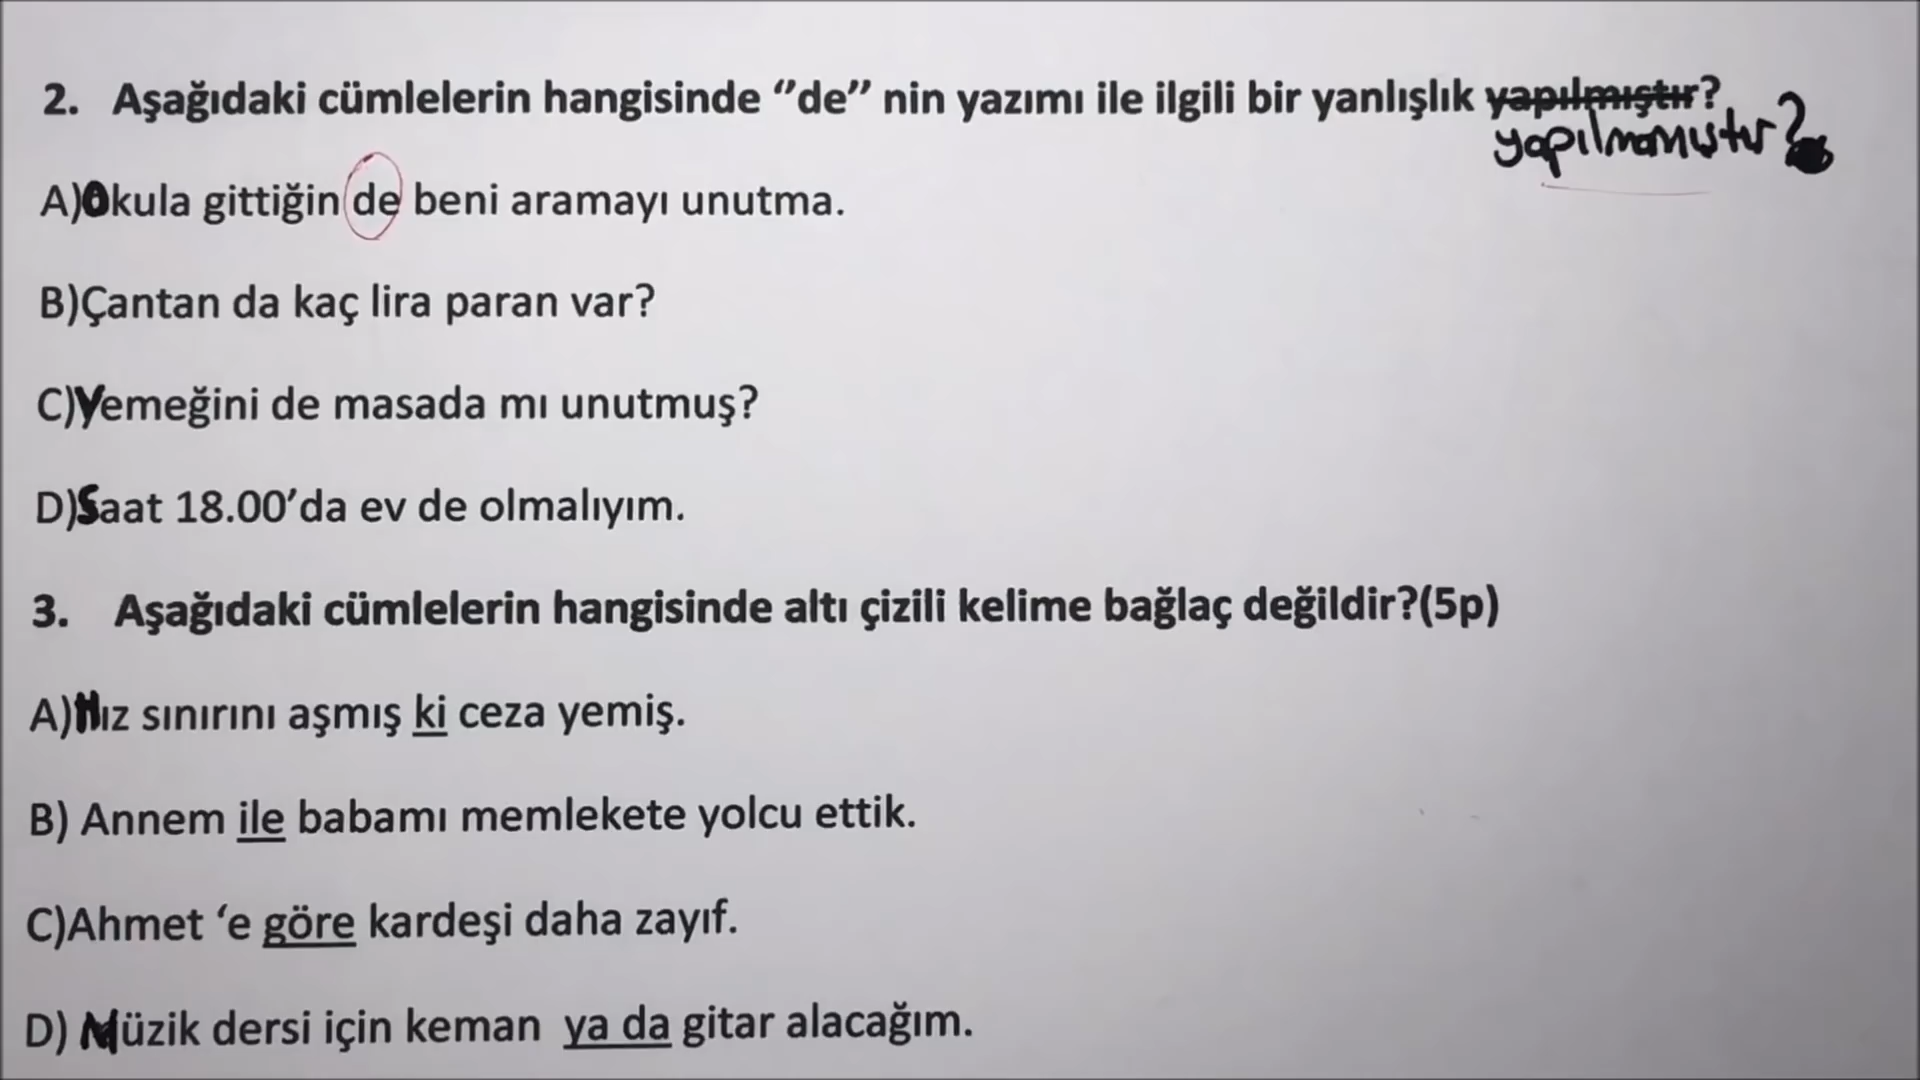 2. Aşağıdaki cümlelerin hangisinde ‘’de’’ nin yazımı ile ilgili bir yanlışlık yapılmıştır?
yapılmamıştır?
A)Okula gittiğin de beni aramayı unutma.
B)Çantan da kaç lira paran var?
C)Yemeğini de masada mı unutmuş?
D)Saat 18.00’da ev de olmalıyım.
3. Aşağıdaki cümlelerin hangisinde altı çizili kelime bağlaç değildir?(5p)
A)Hız sınırını aşmış ki ceza yemiş.
B) Annem ile babamı memlekete yolcu ettik.
C)Ahmet ‘e göre kardeşi daha zayıf.
D) Müzik dersi için keman ya da gitar alacağım.